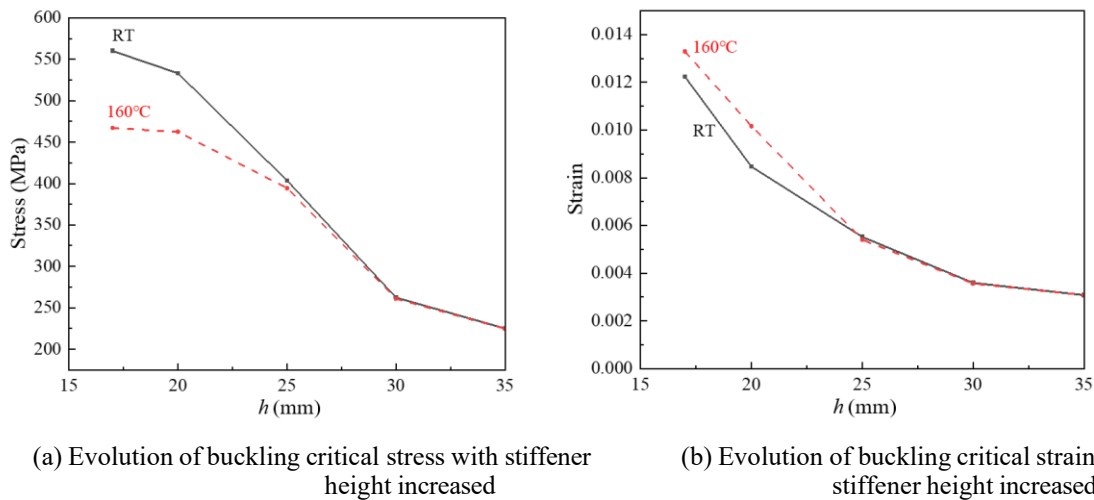 600
550
500
450
400
350
300
250
200
Stress (MPa)
RT
160℃
15 20 25 30 35
h (mm)
(a) Evolution of buckling critical stress with stiffener
height increased
0.014
0.012
0.010
0.008
0.006
0.004
0.002
0.000
Strain
160℃
RT
15 20 25 30 35
h (mm)
(b) Evolution of buckling critical strain
stiffener height increased